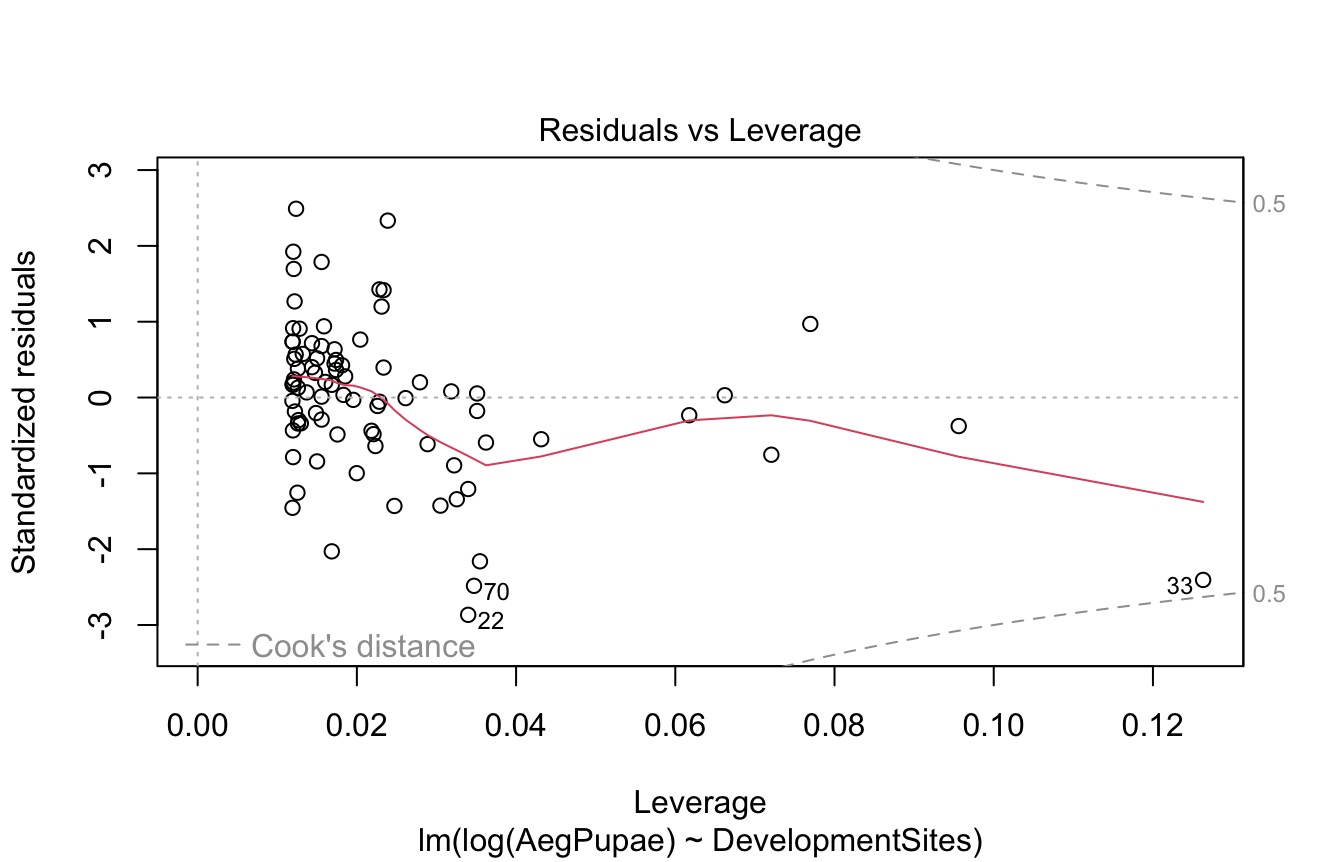 Residuals vs Leverage
Standardized residuals
3
2
1
0
-1
-2
-3
0.5
0.5
70
22
33
Cook's distance
0.00 0.02 0.04 0.06 0.08 0.10 0.12
Leverage
lm(log(AegPupae) ~ DevelopmentSites)